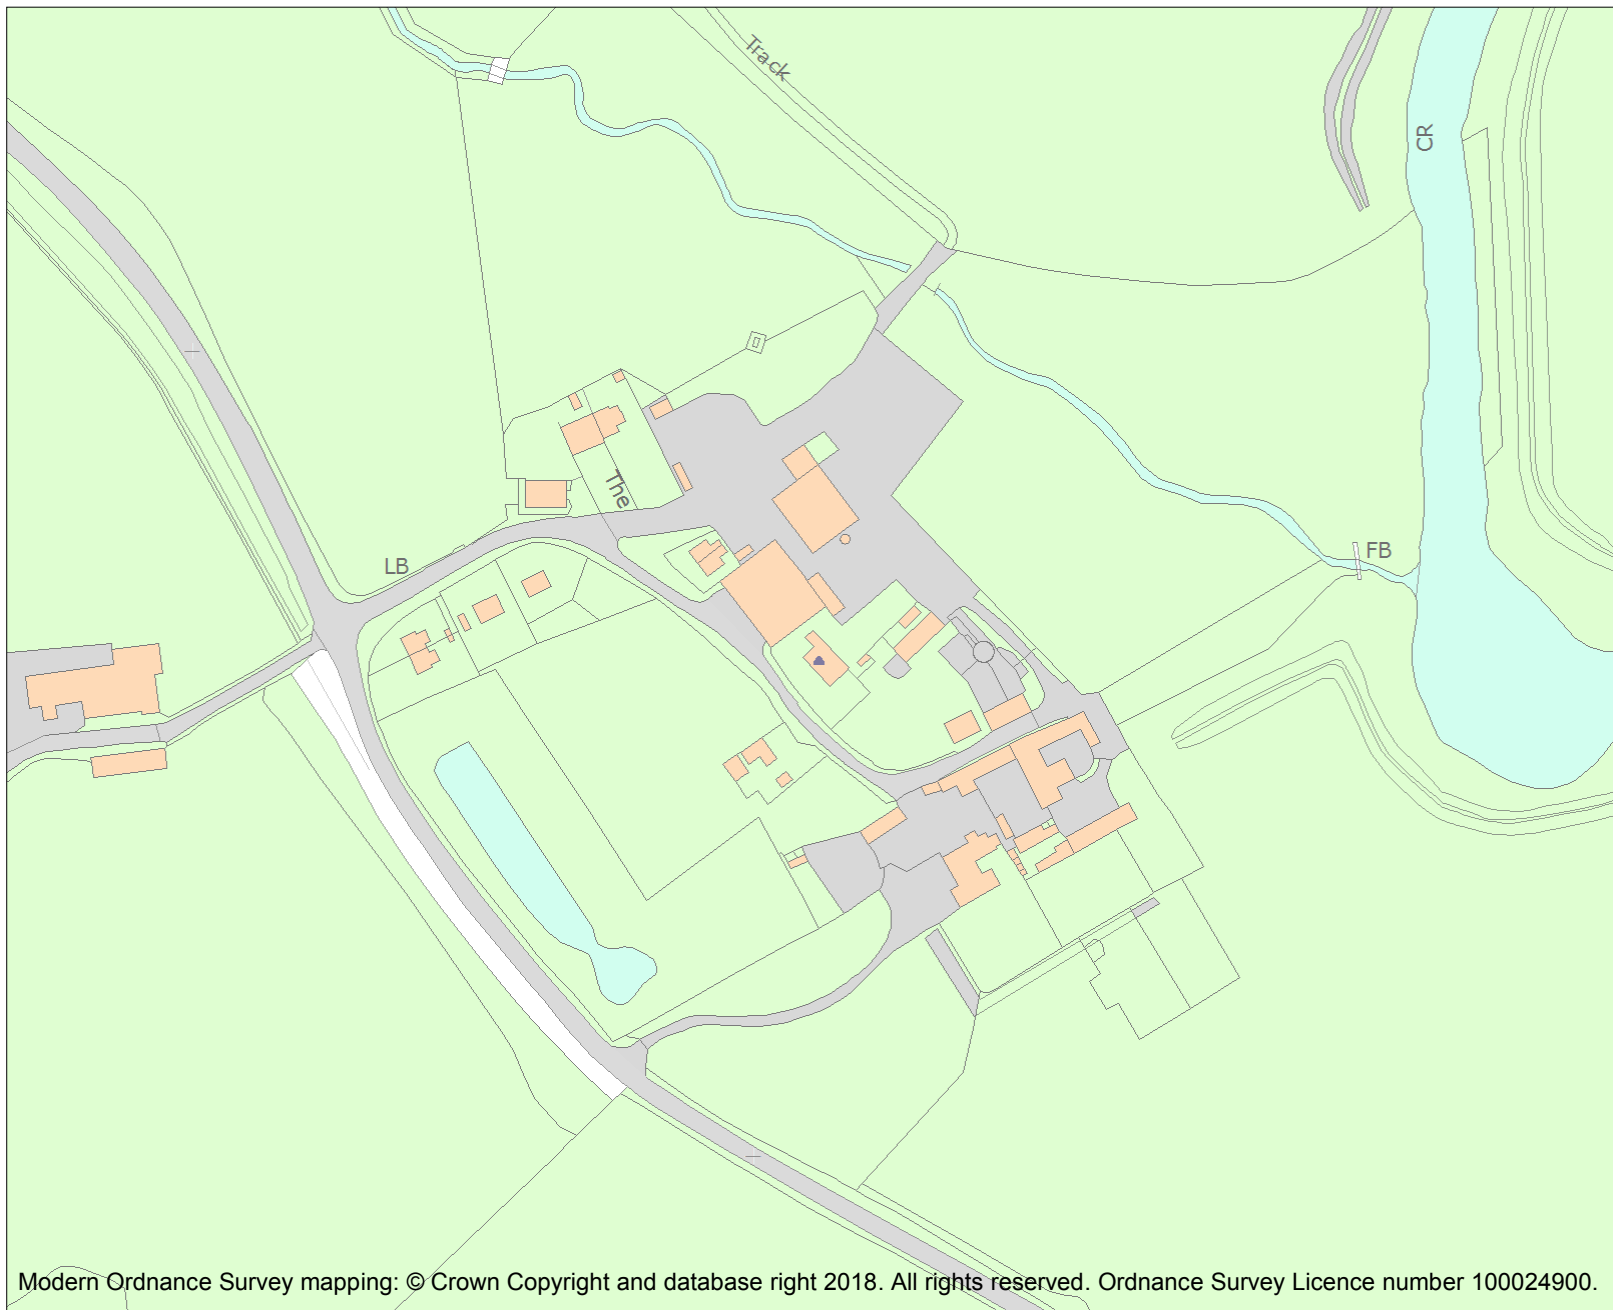 Track
CR
The
FB
LB
Modern Ordnance Survey mapping: © Crown Copyright and database right 2018. All rights reserved. Ordnance Survey Licence number 100024900.